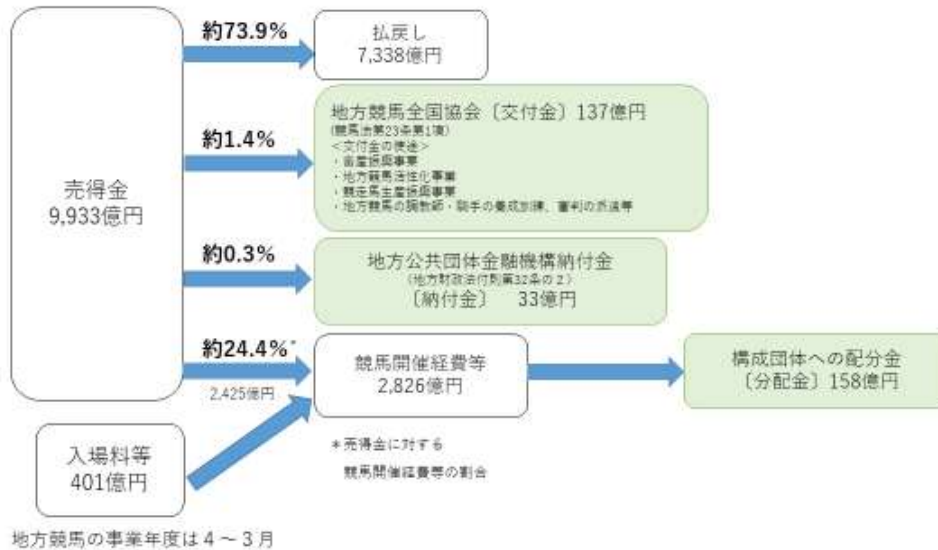 約73.9%
払戻し
7,338億円
地方競馬全国協会〔交付金〕137億円
(競馬法第23条第1項)
＜交付金の使途＞
・畜産振興事業
・地方競馬活性化事業
・競走馬生産振興事業
・地方競馬の調教師・騎手の養成訓練、審判の派遣等
約1.4%
売得金
9,933億円
約0.3%
地方公共団体金融機構納付金
(地方財政法付則第32条の2)
〔納付金〕 33億円
約24.4%*
2,425億円
競馬開催経費等
2,826億円
構成団体への配分金
〔分配金〕158億円
＊売得金に対する
競馬開催経費等の割合
入場料等
401億円
地方競馬の事業年度は4～3月